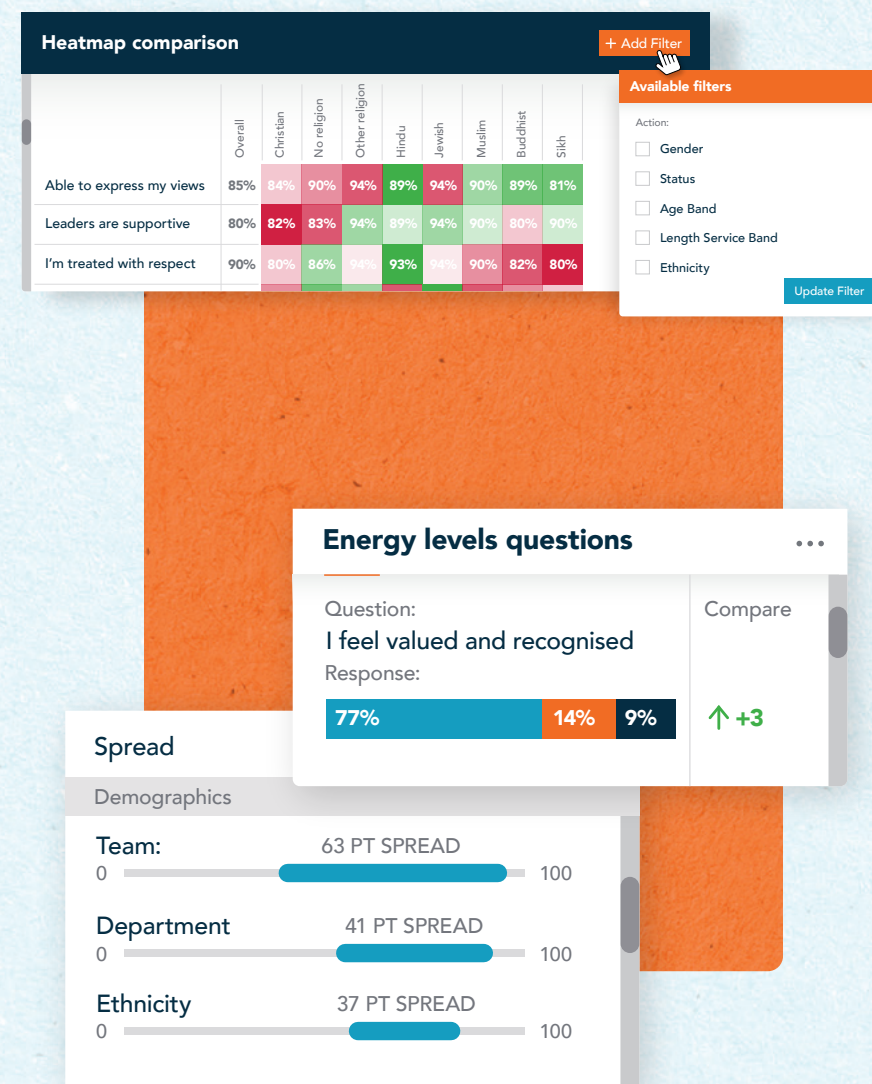 Heatmap comparison
+ Add Filter
Available filters
Action:
Gender
Status
Age Band
Length Service Band
Ethnicity
Update Filter
Overall Christian No religion Other religion Hindu Jewish Muslim Buddhist Sikh
Able to express my views 85% 84% 90% 94% 89% 94% 90% 89% 81%
Leaders are supportive 80% 82% 83% 94% 89% 94% 90% 80% 90%
I'm treated with respect 90% 80% 86% 94% 93% 94% 90% 82% 80%
Energy levels questions
Question:
I feel valued and recognised
Response:
77% 14% 9%
Compare
↑ +3
Spread
Demographics
Team: 63 PT SPREAD
0 100
Department 41 PT SPREAD
0 100
Ethnicity 37 PT SPREAD
0 100